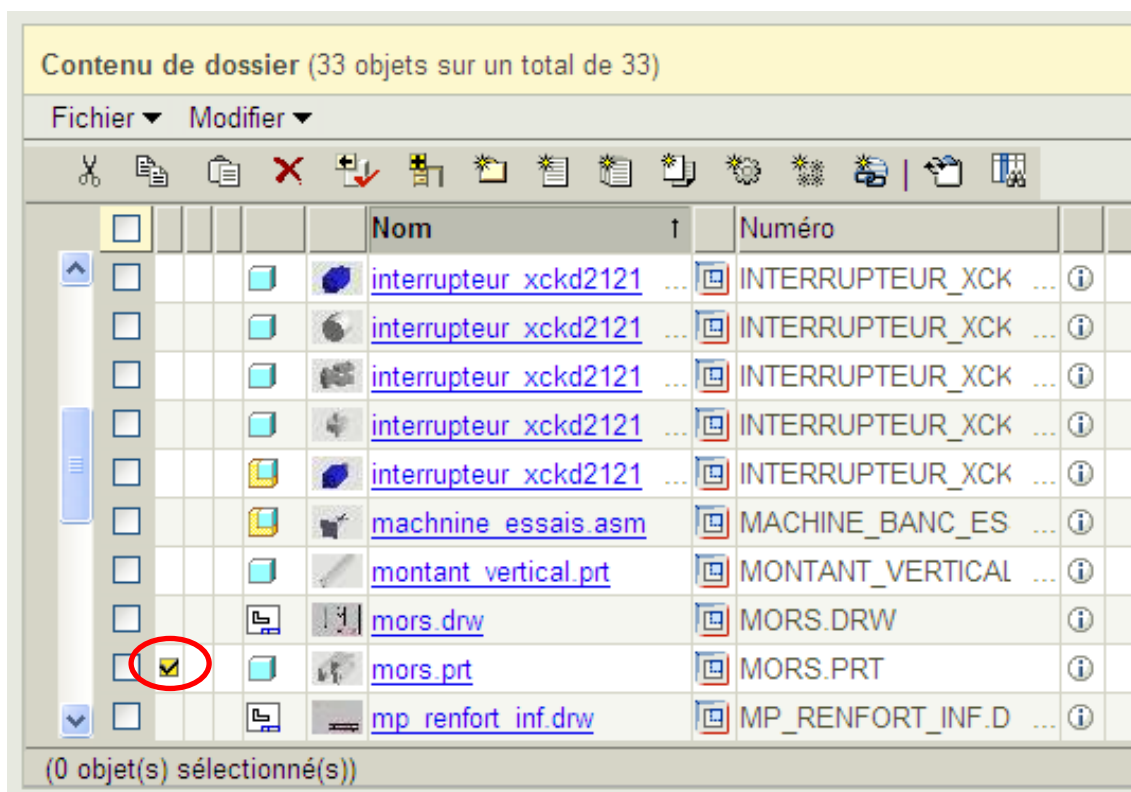 Contenu de dossier (33 objets sur un total de 33)
Fichier Modifier
Nom Numéro
interrupteur_xckd2121 ... INTERRUPTEUR_XCK ...
interrupteur_xckd2121 ... INTERRUPTEUR_XCK ...
interrupteur_xckd2121 ... INTERRUPTEUR_XCK ...
interrupteur_xckd2121 ... INTERRUPTEUR_XCK ...
interrupteur_xckd2121 ... INTERRUPTEUR_XCK ...
machnine_essais.asm MACHINE_BANC_ES ...
montant_vertical.prt MONTANT_VERTICAL ...
mors.drw MORS.DRW
mors.prt MORS.PRT
mp_renfort_inf.drw MP_RENFORT_INF.D ...
(0 objet(s) sélectionné(s))